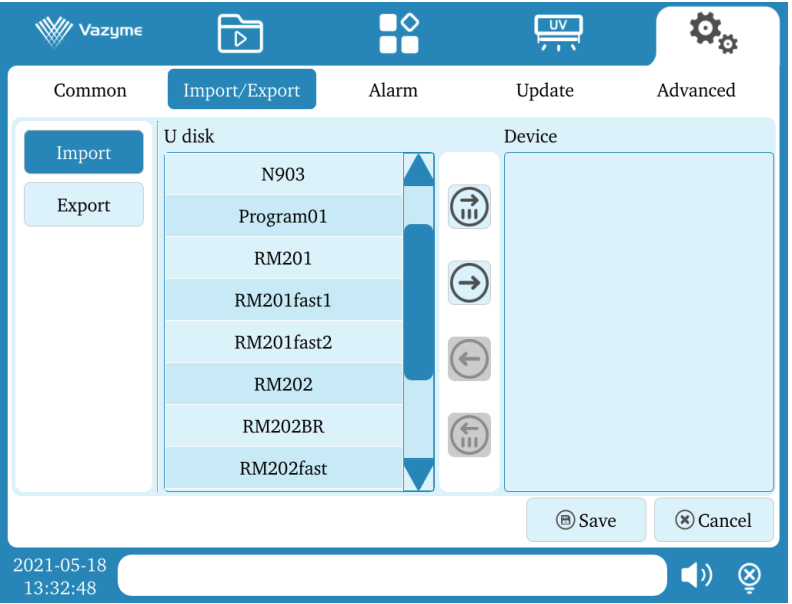 Vazyme
UV
Common Import/Export Alarm Update Advanced
Import
Export
U disk
N903
Program01
RM201
RM201fast1
RM201fast2
RM202
RM202BR
RM202fast
Device
Save Cancel
2021-05-18
13:32:48